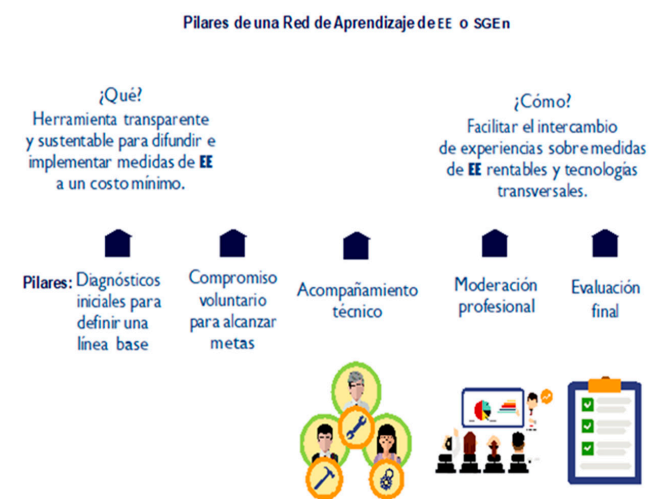 Pilares de una Red de Aprendizaje de EE o SGEn
¿Qué?
Herramienta transparente
y sustentable para difundir e
implementar medidas de EE
a un costo mínimo.
¿Cómo?
Facilitar el intercambio
de experiencias sobre medidas
de EE rentables y tecnologías
transversales.
Pilares:
Diagnósticos
iniciales para
definir una
línea base
Compromiso
voluntario
para alcanzar
metas
Acompañamiento
técnico
Moderación
profesional
Evaluación
final